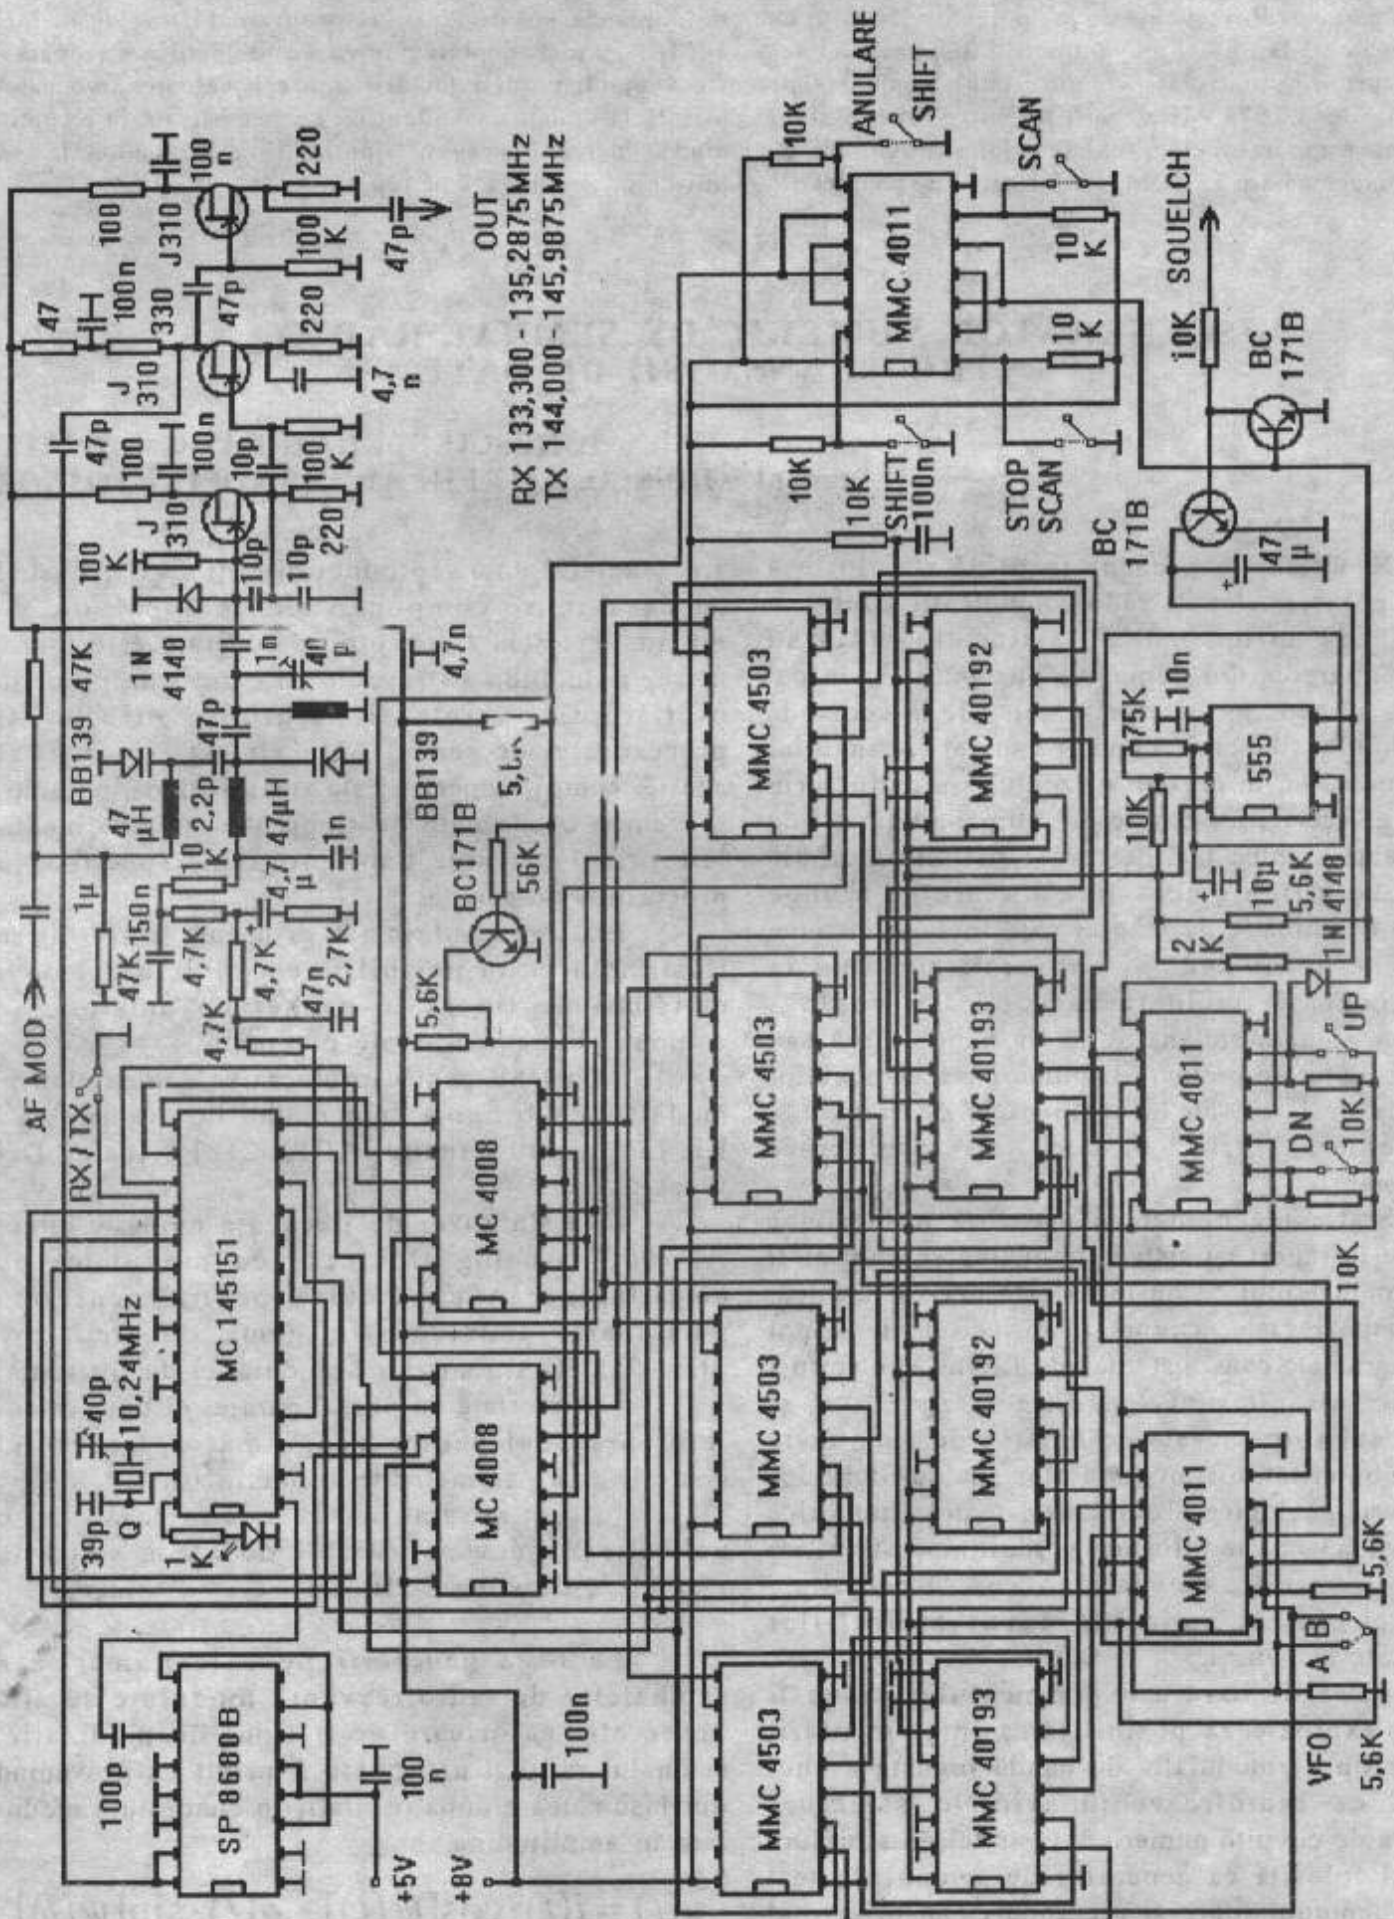 AF MOD
RX / TX
47K
1μ
47 μH
BB139
47K
1N 4148
100 K
J 310
100
47p
J 310
47
100n
330
100
J310
100 n
220
39p
40p
Q
10,24MHz
1 K
MC 145151
47K
150n
4,7K
10 K
2,2p
47p
1n
40 μ
10p
10p
220
100n
10p
100 K
47p
220
4,7 n
100 K
47p
4,7K
4,7K
47n
4,7 μ
2,7K
47μH
1n
BB139
4,7n
OUT
RX 133,300 - 135,2875MHz
TX 144,000 - 145,9875MHz
100p
SP 8680B
100 n
+5V
+8V
100n
MC 4008
MC 4008
5,6K
BC171B
56K
10K
ANULARE SHIFT
MMC 4503
MMC 4503
MMC 4503
MMC 4503
10K
10K
SHIFT
100n
MMC 4011
STOP SCAN
10 K
10 K
SCAN
MMC 40193
MMC 40192
MMC 40193
MMC 40192
BC 171B
47 μ
10K
SQUELCH
BC 171B
VFO
A
B
5,6K
5,6K
MMC 4011
10K
MMC 4011
DN
10K
UP
1N4148
2 K
5,6K
10μ
10K
75K
10n
555